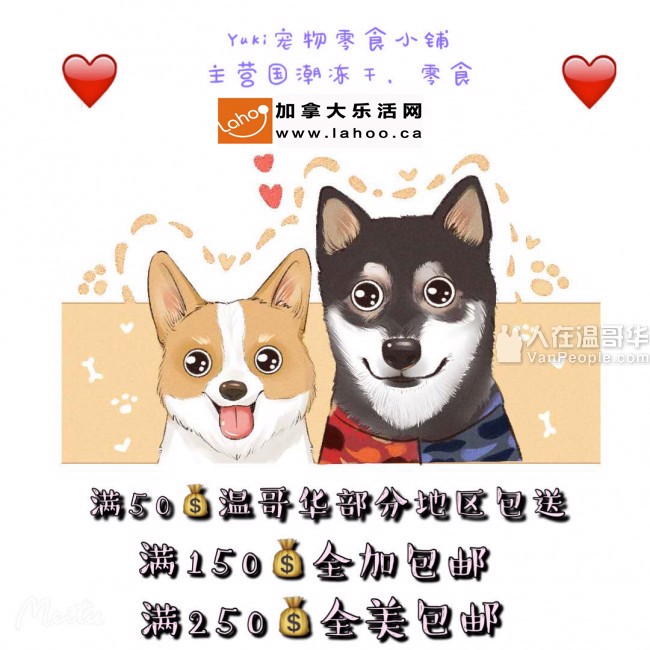 Yuki宠物零食小铺
主营国潮冻干、零食
Lahoo
加拿大乐活网
www.lahoo.ca
人在温哥华
VanPeople.com
满50💰温哥华部分地区包送
满150💰全加包邮
满250💰全美包邮
Meitu